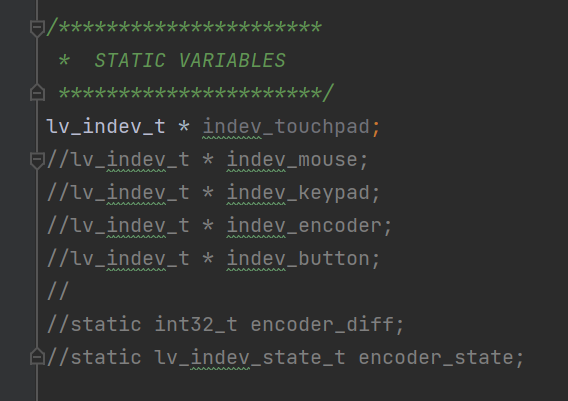 /**********************
 *  STATIC VARIABLES
 **********************/
lv_indev_t * indev_touchpad;
//lv_indev_t * indev_mouse;
//lv_indev_t * indev_keypad;
//lv_indev_t * indev_encoder;
//lv_indev_t * indev_button;
//
//static int32_t encoder_diff;
//static lv_indev_state_t encoder_state;